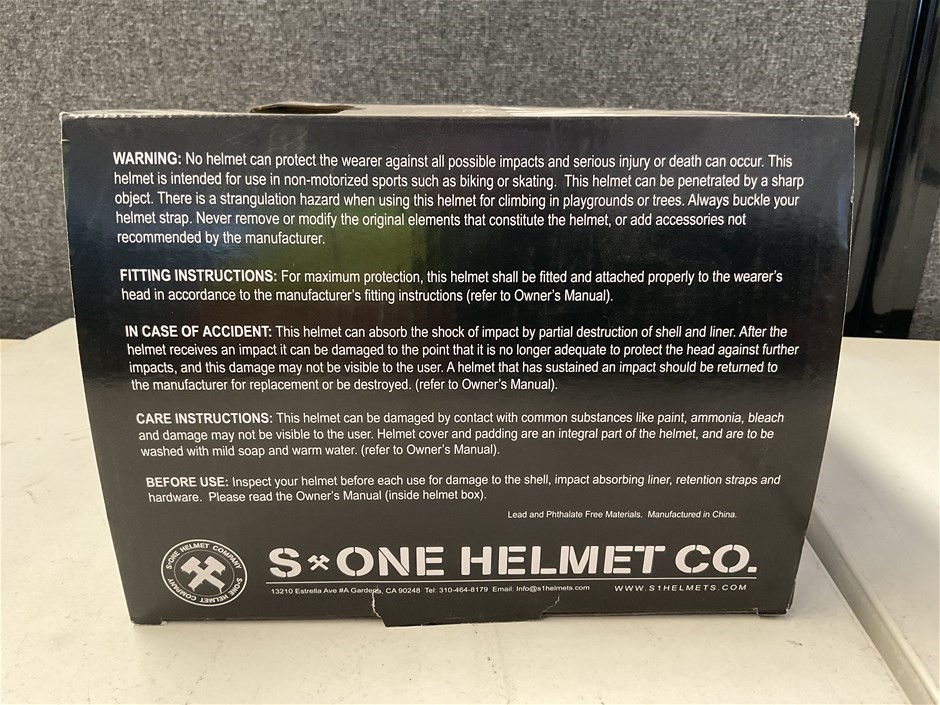 WARNING: No helmet can protect the wearer against all possible impacts and serious injury or death can occur. This
helmet is intended for use in non-motorized sports such as biking or skating. This helmet can be penetrated by a sharp
object. There is a strangulation hazard when using this helmet for climbing in playgrounds or trees. Always buckle your
helmet strap. Never remove or modify the original elements that constitute the helmet, or add accessories not
recommended by the manufacturer.
FITTING INSTRUCTIONS: For maximum protection, this helmet shall be fitted and attached properly to the wearer's
head in accordance to the manufacturer's fitting instructions (refer to Owner's Manual).
IN CASE OF ACCIDENT: This helmet can absorb the shock of impact by partial destruction of shell and liner. After the
helmet receives an impact it can be damaged to the point that it is no longer adequate to protect the head against further
impacts, and this damage may not be visible to the user. A helmet that has sustained an impact should be returned to
the manufacturer for replacement or be destroyed. (refer to Owner's Manual).
CARE INSTRUCTIONS: This helmet can be damaged by contact with common substances like paint, ammonia, bleach
and damage may not be visible to the user. Helmet cover and padding are an integral part of the helmet, and are to be
washed with mild soap and warm water. (refer to Owner's Manual).
BEFORE USE: Inspect your helmet before each use for damage to the shell, impact absorbing liner, retention straps and
hardware. Please read the Owner's Manual (inside helmet box).
Lead and Phthalate Free Materials. Manufactured in China.
S-ONE HELMET COMPANY
S-ONE HELMET COMPANY
S ONE HELMET CO.
13210 Estrella Ave #A Gardena, CA 90248 Tel: 310-464-8179 Email: Info@s1helmets.com WWW.S1HELMETS.COM